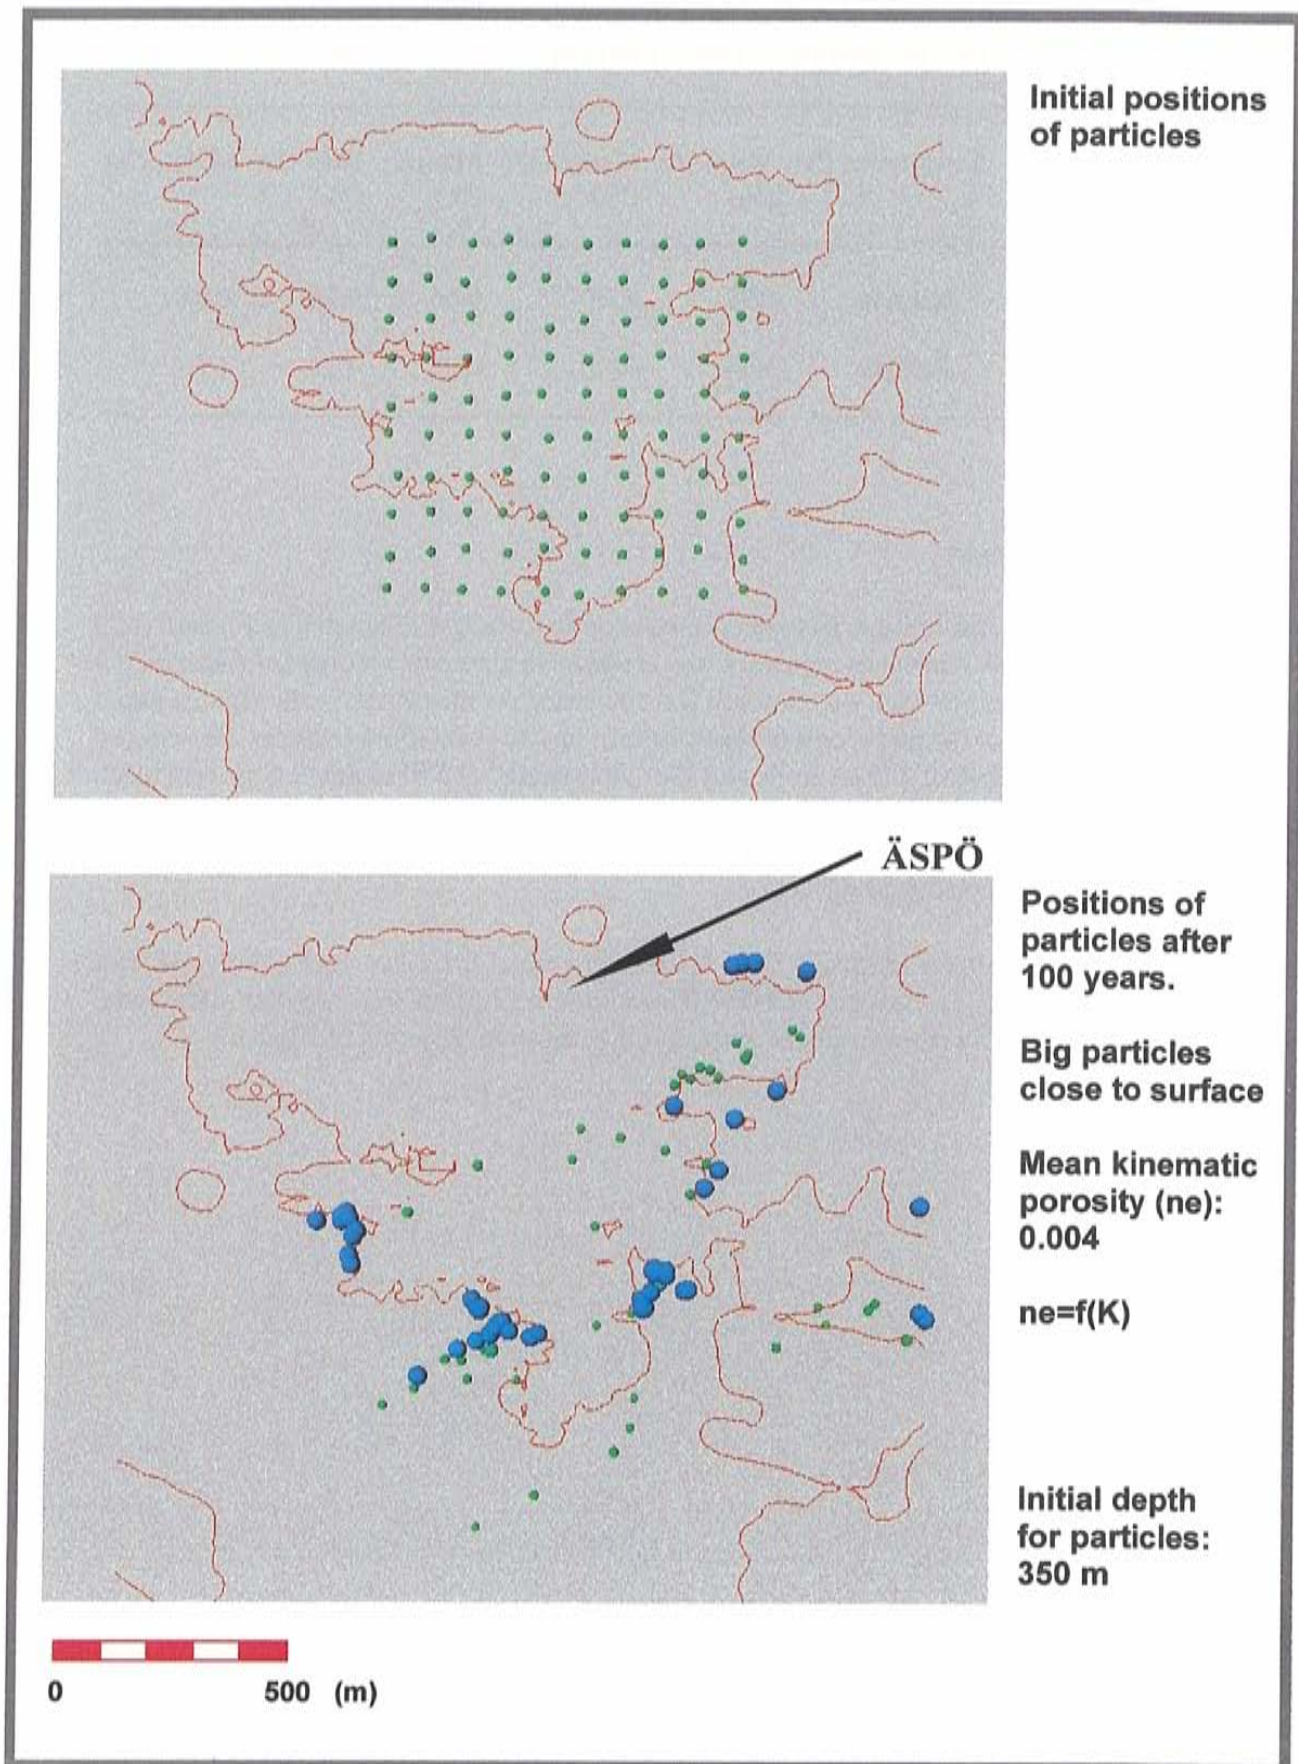 Initial positions
of particles
ÄSPÖ
Positions of
particles after
100 years.
Big particles
close to surface
Mean kinematic
porosity (ne):
0.004
ne=f(K)
Initial depth
for particles:
350 m
0 500 (m)